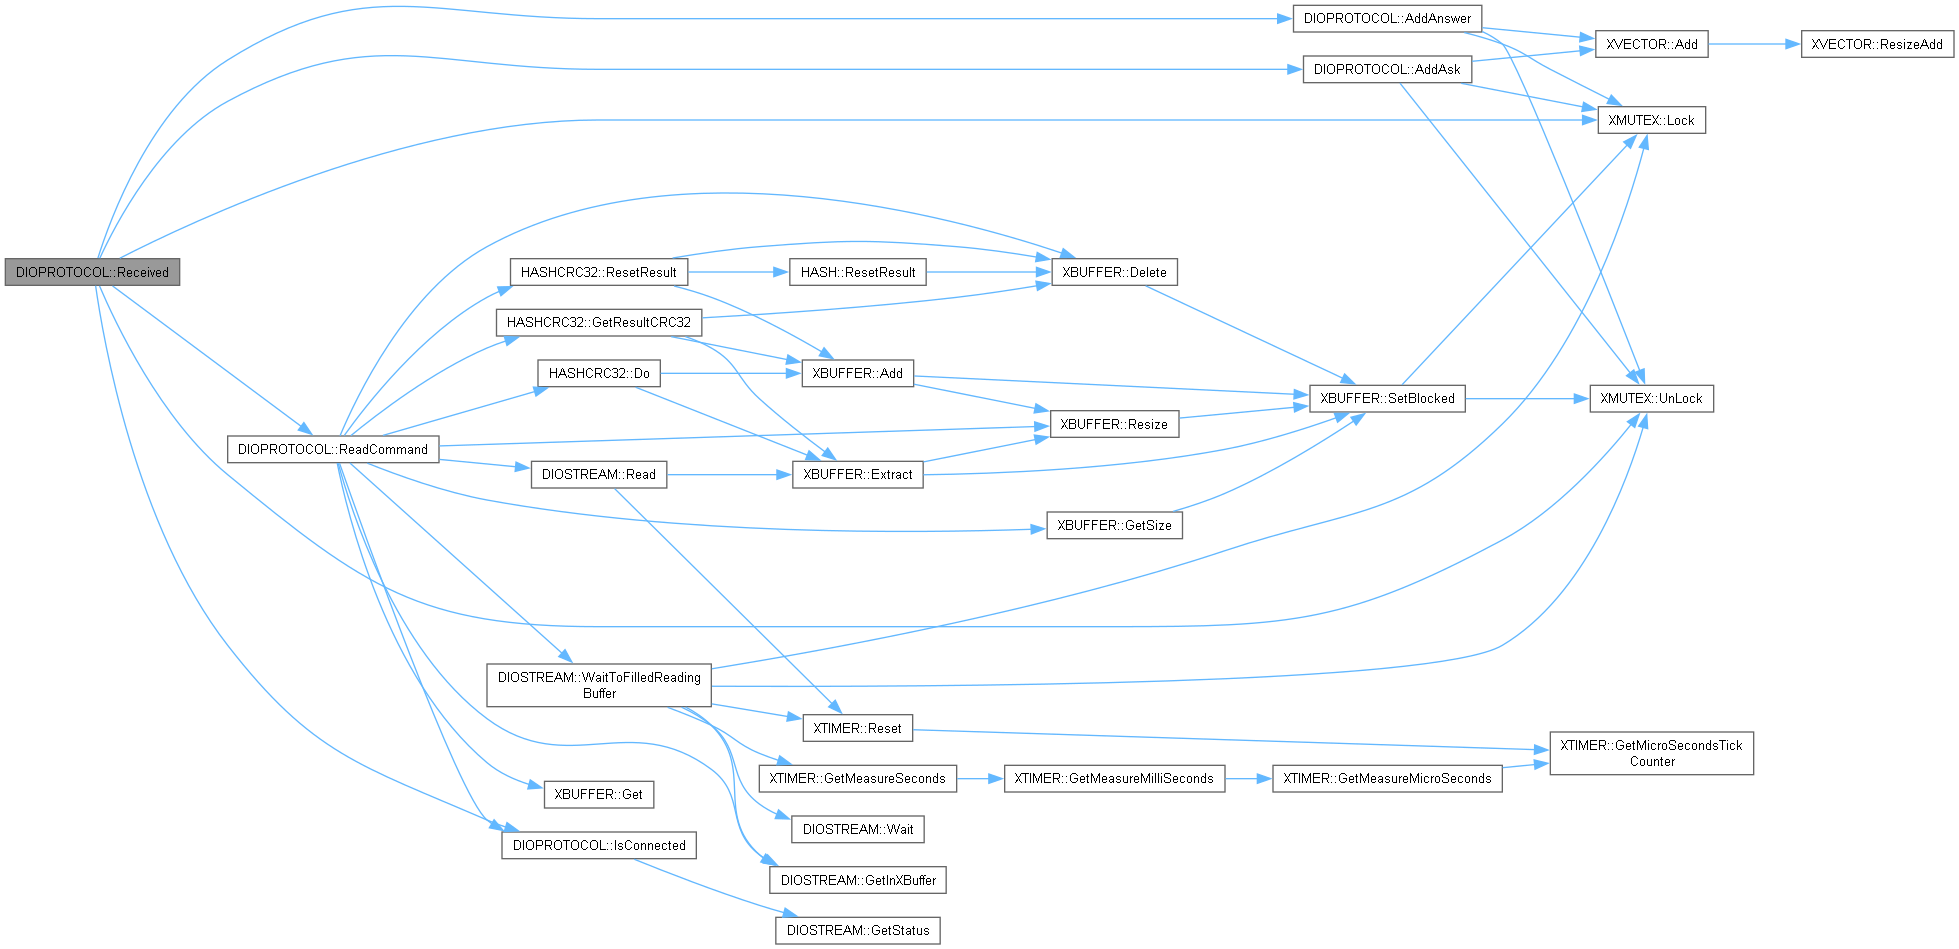 DIOPROTOCOL::AddAnswer
XVECTOR::Add
XVECTOR::ResizeAdd
DIOPROTOCOL::AddAsk
XMUTEX::Lock
DIOPROTOCOL::Received
HASHCRC32::ResetResult
HASH::ResetResult
XBUFFER::Delete
HASHCRC32::GetResultCRC32
HASHCRC32::Do
XBUFFER::Add
XBUFFER::SetBlocked
XMUTEX::UnLock
XBUFFER::Resize
DIOPROTOCOL::ReadCommand
DIOSTREAM::Read
XBUFFER::Extract
XBUFFER::GetSize
DIOSTREAM::WaitToFilledReading
Buffer
XTIMER::Reset
XTIMER::GetMicroSecondsTick
Counter
XTIMER::GetMeasureSeconds
XTIMER::GetMeasureMilliSeconds
XTIMER::GetMeasureMicroSeconds
XBUFFER::Get
DIOSTREAM::Wait
DIOPROTOCOL::IsConnected
DIOSTREAM::GetInXBuffer
DIOSTREAM::GetStatus